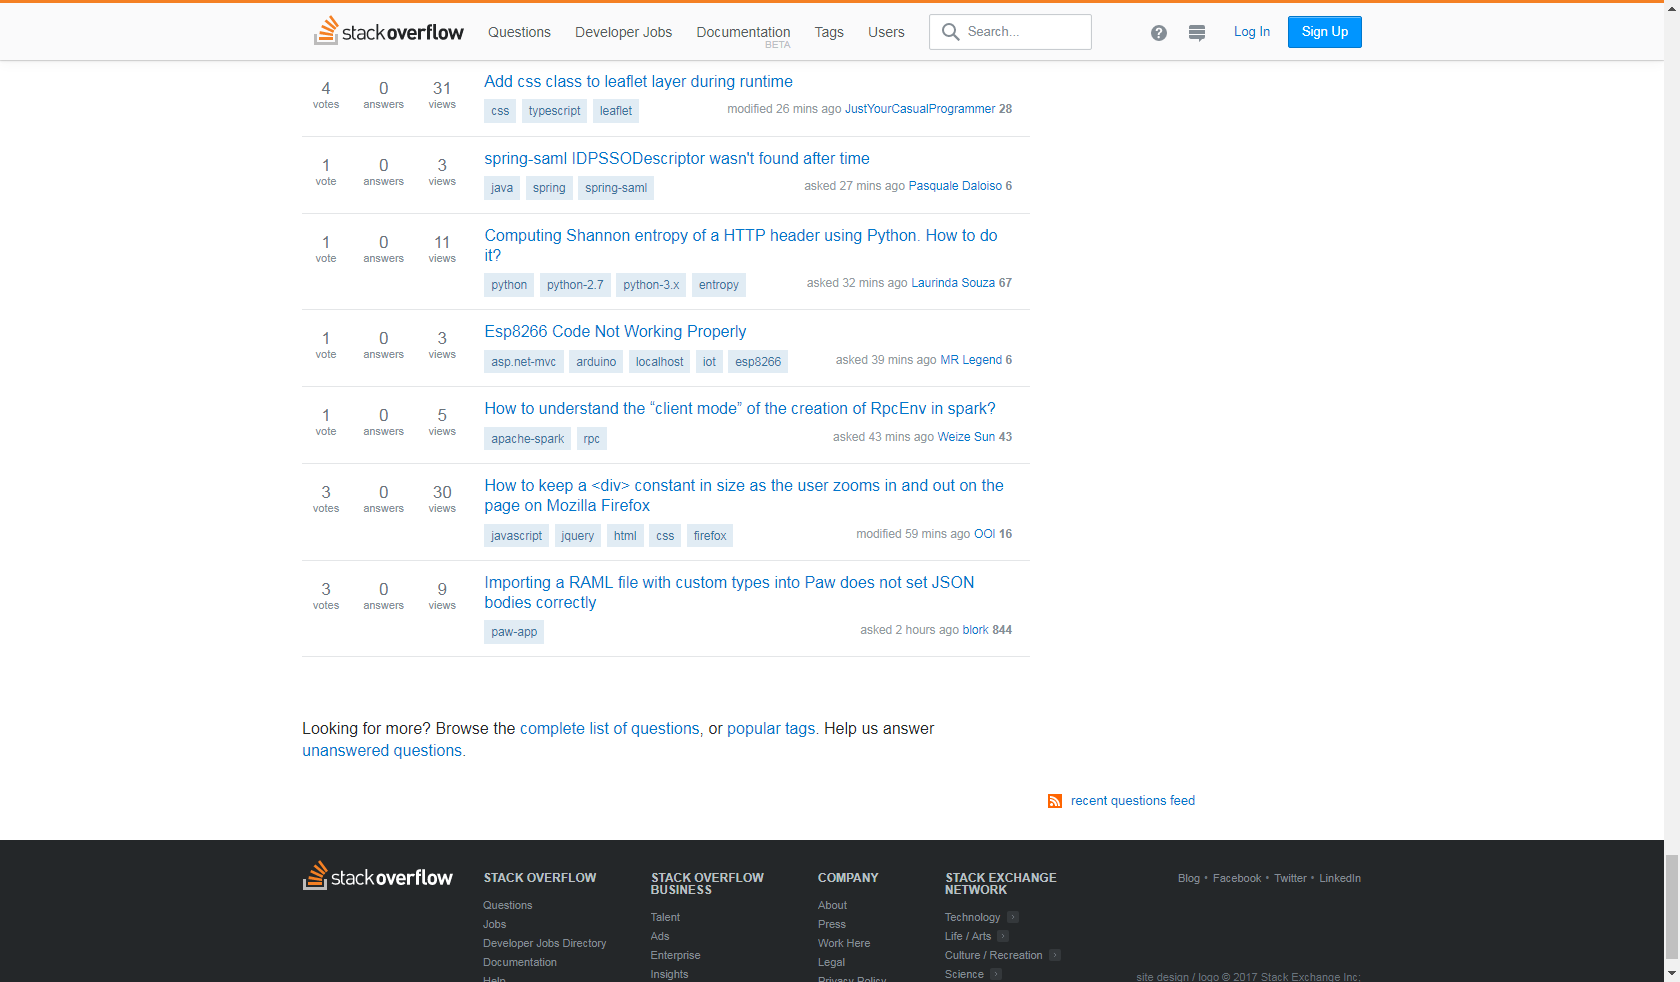 stackoverflow Questions Developer Jobs Documentation BETA Tags Users Search... ? Log In Sign Up
4 votes 0 answers 31 views
Add css class to leaflet layer during runtime
css typescript leaflet
modified 26 mins ago JustYourCasualProgrammer 28
1 vote 0 answers 3 views
spring-saml IDPSSODescriptor wasn't found after time
java spring spring-saml
asked 27 mins ago Pasquale Daloiso 6
1 vote 0 answers 11 views
Computing Shannon entropy of a HTTP header using Python. How to do
it?
python python-2.7 python-3.x entropy
asked 32 mins ago Laurinda Souza 67
1 vote 0 answers 3 views
Esp8266 Code Not Working Properly
asp.net-mvc arduino localhost iot esp8266
asked 39 mins ago MR Legend 6
1 vote 0 answers 5 views
How to understand the “client mode” of the creation of RpcEnv in spark?
apache-spark rpc
asked 43 mins ago Weize Sun 43
3 votes 0 answers 30 views
How to keep a <div> constant in size as the user zooms in and out on the
page on Mozilla Firefox
javascript jquery html css firefox
modified 59 mins ago OOI 16
3 votes 0 answers 9 views
Importing a RAML file with custom types into Paw does not set JSON
bodies correctly
paw-app
asked 2 hours ago blork 844
Looking for more? Browse the complete list of questions, or popular tags. Help us answer
unanswered questions.
recent questions feed
stackoverflow
STACK OVERFLOW
Questions
Jobs
Developer Jobs Directory
Documentation
Help
STACK OVERFLOW
BUSINESS
Talent
Ads
Enterprise
Insights
COMPANY
About
Press
Work Here
Legal
Privacy Policy
STACK EXCHANGE
NETWORK
Technology
Life / Arts
Culture / Recreation
Science
Blog • Facebook • Twitter • LinkedIn
site design / logo © 2017 Stack Exchange Inc;